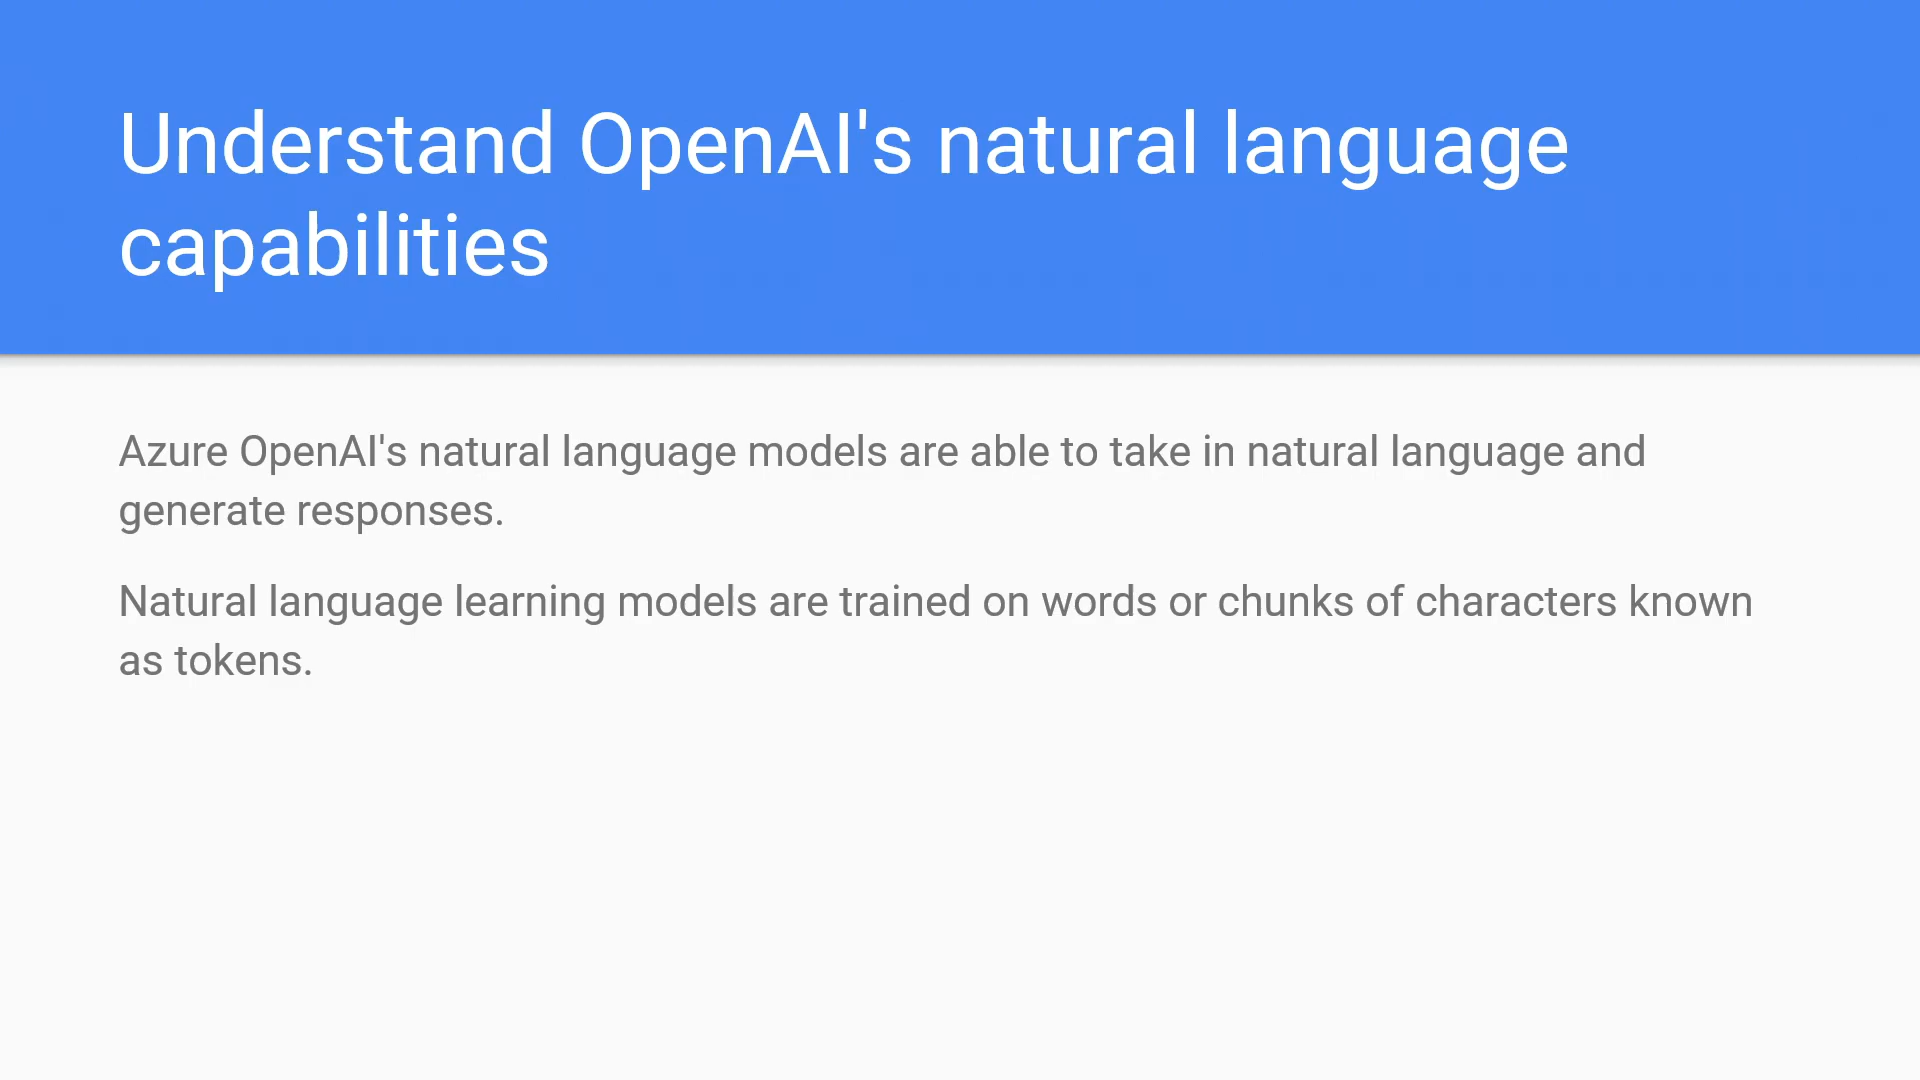 Understand OpenAI's natural language
capabilities
Azure OpenAI's natural language models are able to take in natural language and
generate responses.
Natural language learning models are trained on words or chunks of characters known
as tokens.